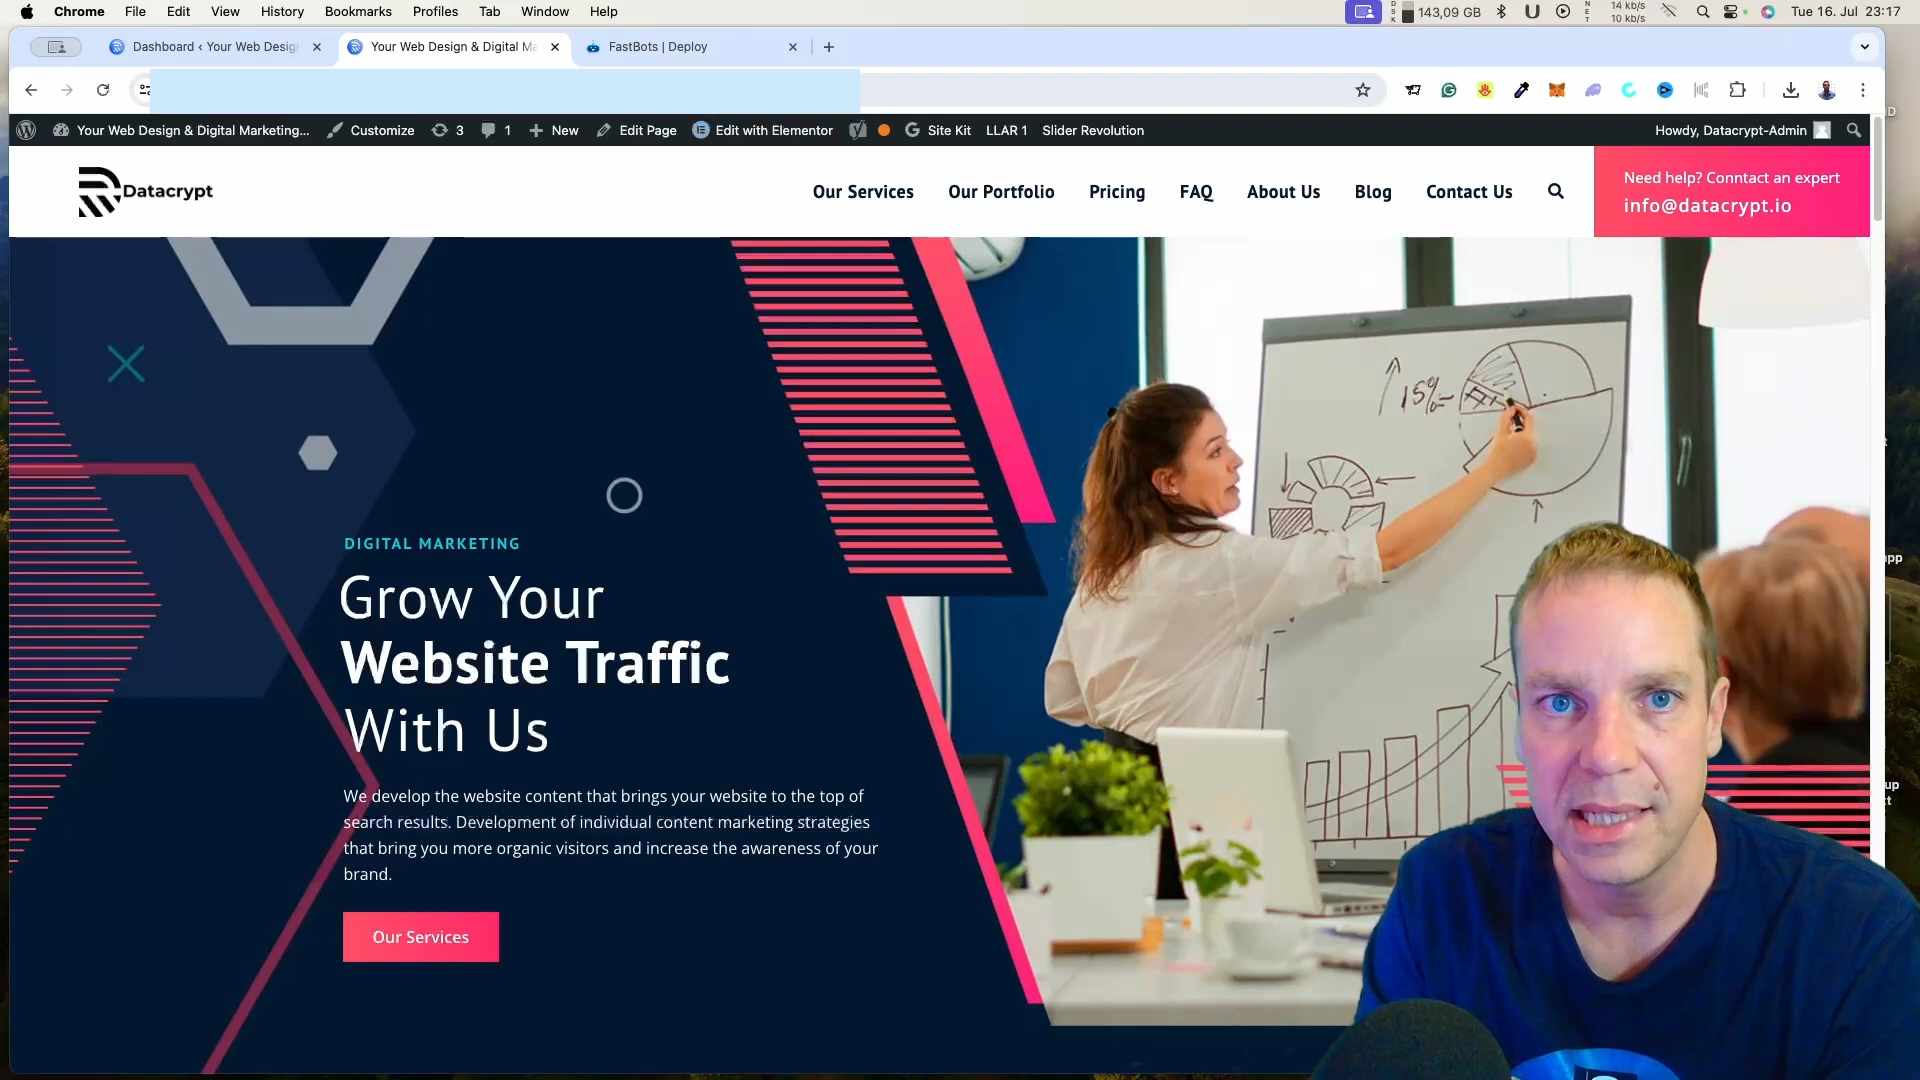 Chrome File Edit View History Bookmarks Profiles Tab Window Help 143,09 GB 14 kb/s 10 kb/s Tue 16. Jul 23:17
Dashboard ‹ Your Web Desig Your Web Design & Digital Ma FastBots | Deploy
Your Web Design & Digital Marketing... Customize 3 1 New Edit Page Edit with Elementor Site Kit LLAR 1 Slider Revolution Howdy, Datacrypt-Admin
Datacrypt Our Services Our Portfolio Pricing FAQ About Us Blog Contact Us
Need help? Conntact an expert
info@datacrypt.io
15%
DIGITAL MARKETING
Grow Your
Website Traffic
With Us
We develop the website content that brings your website to the top of
search results. Development of individual content marketing strategies
that bring you more organic visitors and increase the awareness of your
brand.
Our Services